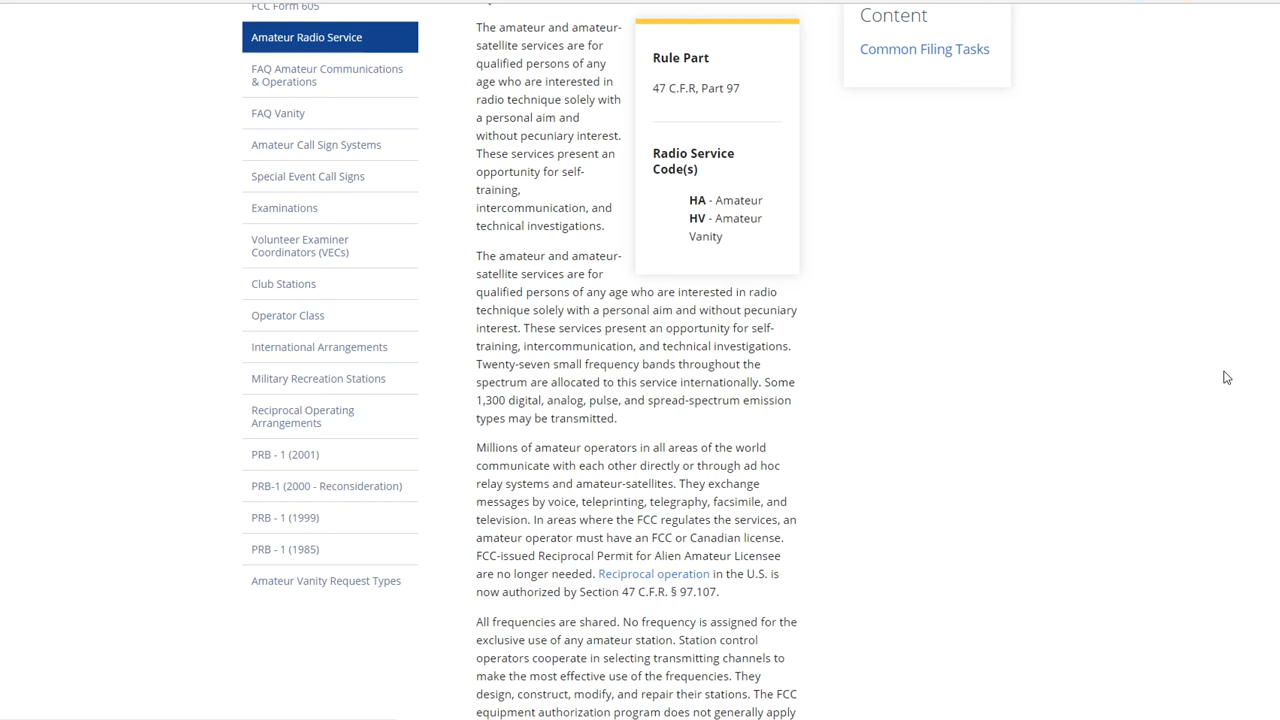 FCC Form 605
Amateur Radio Service
FAQ Amateur Communications
& Operations
FAQ Vanity
Amateur Call Sign Systems
Special Event Call Signs
Examinations
Volunteer Examiner
Coordinators (VECs)
Club Stations
Operator Class
International Arrangements
Military Recreation Stations
Reciprocal Operating
Arrangements
PRB - 1 (2001)
PRB-1 (2000 - Reconsideration)
PRB - 1 (1999)
PRB - 1 (1985)
Amateur Vanity Request Types
The amateur and amateur-
satellite services are for
qualified persons of any
age who are interested in
radio technique solely with
a personal aim and
without pecuniary interest.
These services present an
opportunity for self-
training,
intercommunication, and
technical investigations.
Rule Part
47 C.F.R, Part 97
Radio Service
Code(s)
HA - Amateur
HV - Amateur
Vanity
The amateur and amateur-
satellite services are for
qualified persons of any age who are interested in radio
technique solely with a personal aim and without pecuniary
interest. These services present an opportunity for self-
training, intercommunication, and technical investigations.
Twenty-seven small frequency bands throughout the
spectrum are allocated to this service internationally. Some
1,300 digital, analog, pulse, and spread-spectrum emission
types may be transmitted.
Millions of amateur operators in all areas of the world
communicate with each other directly or through ad hoc
relay systems and amateur-satellites. They exchange
messages by voice, teleprinting, telegraphy, facsimile, and
television. In areas where the FCC regulates the services, an
amateur operator must have an FCC or Canadian license.
FCC-issued Reciprocal Permit for Alien Amateur Licensee
are no longer needed. Reciprocal operation in the U.S. is
now authorized by Section 47 C.F.R. § 97.107.
All frequencies are shared. No frequency is assigned for the
exclusive use of any amateur station. Station control
operators cooperate in selecting transmitting channels to
make the most effective use of the frequencies. They
design, construct, modify, and repair their stations. The FCC
equipment authorization program does not generally apply
Content
Common Filing Tasks